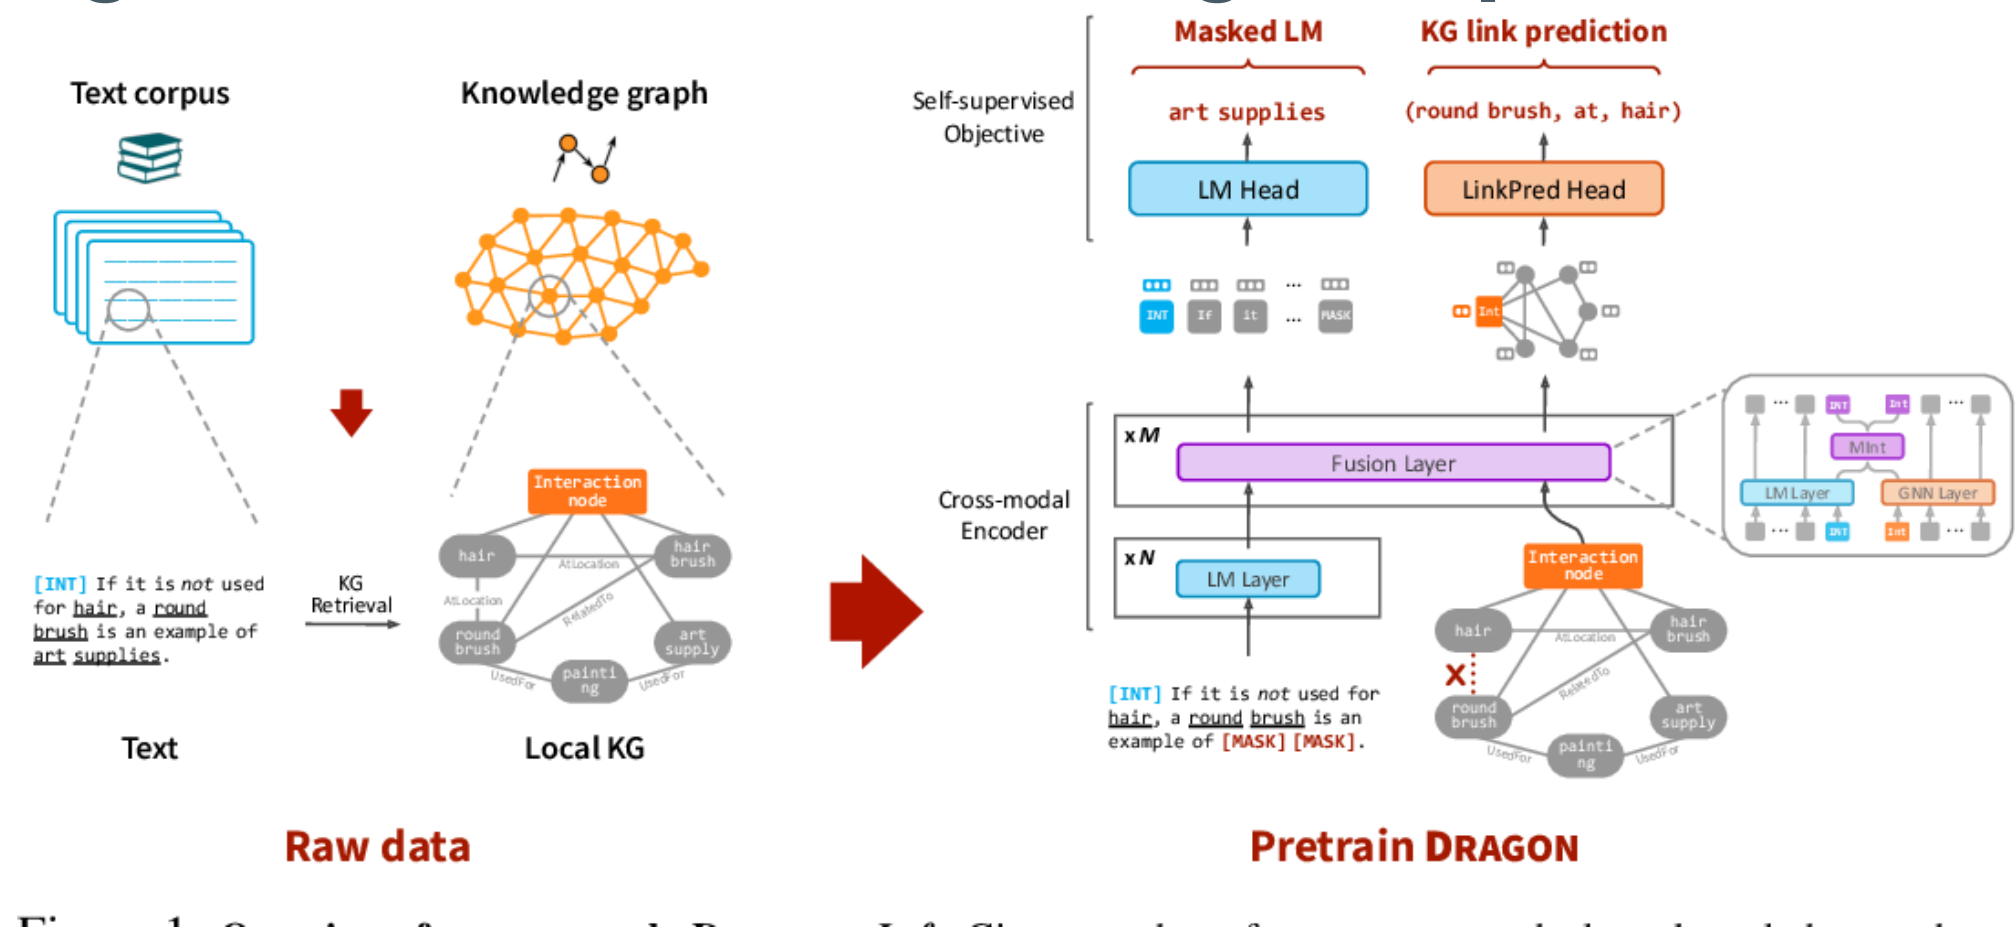 Text corpus
Knowledge graph
Interaction
node
hair
hair
brush
AtLocation
AtLocation
RelatedTo
round
brush
art
supply
UsedFor
painti
ng
UsedFor
[INT] If it is not used
for hair, a round
brush is an example of
art supplies.
KG
Retrieval
Text
Local KG
Raw data
Masked LM
KG link prediction
Self-supervised
Objective
art supplies
(round brush, at, hair)
LM Head
LinkPred Head
INT
If
it
...
...
MASK
Int
Cross-modal
Encoder
x M
Fusion Layer
x N
LM Layer
Interaction
node
hair
hair
brush
AtLocation
X
RelatedTo
round
brush
art
supply
UsedFor
painti
ng
UsedFor
[INT] If it is not used for
hair, a round brush is an
example of [MASK] [MASK].
...
INT
Int
...
MInt
LM Layer
GNN Layer
...
INT
Int
...
Pretrain DRAGON